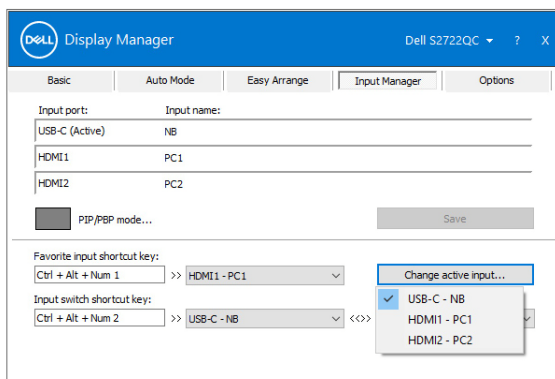 DELL Display Manager Dell S2722QC ? X
Basic Auto Mode Easy Arrange Input Manager Options
Input port: Input name:
USB-C (Active) NB
HDMI1 PC1
HDMI2 PC2
PIP/PBP mode... Save
Favorite input shortcut key:
Ctrl + Alt + Num 1 >> HDMI1 - PC1 Change active input...
Input switch shortcut key:
Ctrl + Alt + Num 2 >> USB-C - NB <<>>
USB-C - NB
HDMI1 - PC1
HDMI2 - PC2